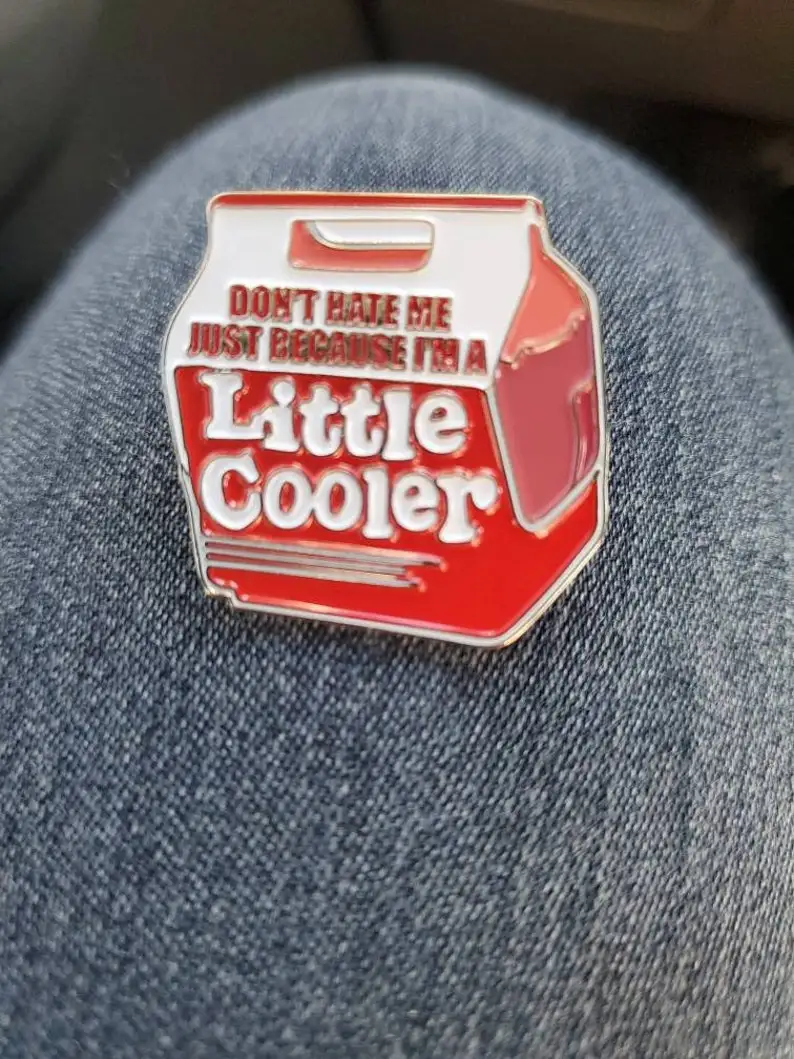 DON'T HATE ME
JUST BECAUSE I'M A
Little
Cooler